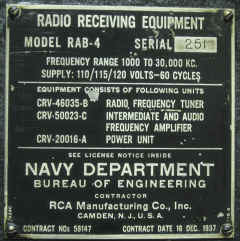 RADIO RECEIVING EQUIPMENT
MODEL RAB-4 SERIAL 251
FREQUENCY RANGE 1000 TO 30,000 KC.
SUPPLY: 110/115/120 VOLTS-60 CYCLES
EQUIPMENT CONSISTS OF FOLLOWING UNITS
CRV-46035-B RADIO FREQUENCY TUNER
CRV-50023-C INTERMEDIATE AND AUDIO
FREQUENCY AMPLIFIER
CRV-20016-A POWER UNIT
SEE LICENSE NOTICE INSIDE
NAVY DEPARTMENT
BUREAU OF ENGINEERING
CONTRACTOR
RCA Manufacturing Co., Inc.
CAMDEN, N.J., U.S.A.
CONTRACT NOs 59147 CONTRACT DATE 16 DEC. 1937